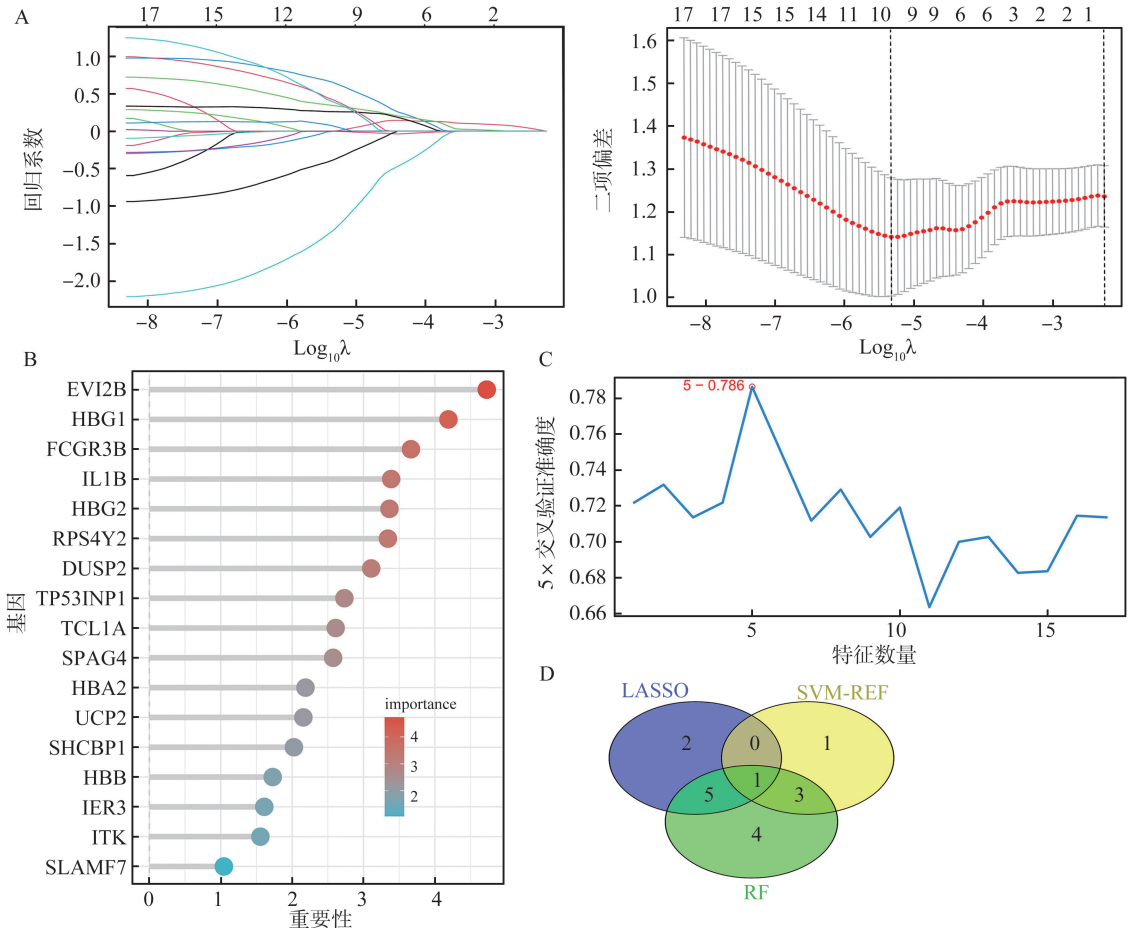 A
17 15 12 9 6 2
回归系数
1.0
0.5
0
−0.5
−1.0
−1.5
−2.0
−8 −7 −6 −5 −4 −3
Log10λ
17 17 15 15 14 11 10 9 9 6 6 3 2 2 1
二项偏差
1.6
1.5
1.4
1.3
1.2
1.1
1.0
−8 −7 −6 −5 −4 −3
Log10λ
B
基因
EVI2B
HBG1
FCGR3B
IL1B
HBG2
RPS4Y2
DUSP2
TP53INP1
TCL1A
SPAG4
HBA2
UCP2
SHCBP1
HBB
IER3
ITK
SLAMF7
importance
4
3
2
0 1 2 3 4
重要性
C
5 − 0.786
5 × 交叉验证准确度
0.78
0.76
0.74
0.72
0.70
0.68
0.66
5 10 15
特征数量
D
LASSO SVM-REF
2 0 1
1
5 3
4
RF